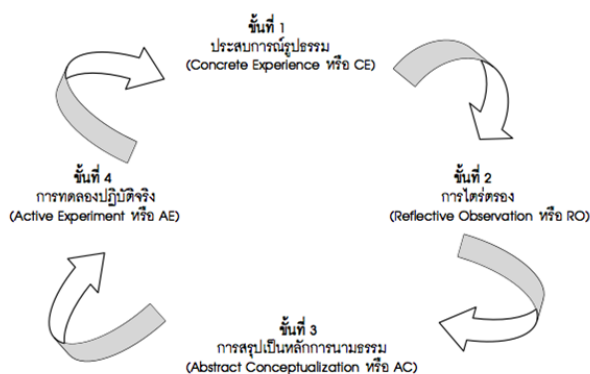 ขั้นที่ 1
ประสบการณ์รูปธรรม
(Concrete Experience หรือ CE)
ขั้นที่ 2
การไตร่ตรอง
(Reflective Observation หรือ RO)
ขั้นที่ 3
การสรุปเป็นหลักการนามธรรม
(Abstract Conceptualization หรือ AC)
ขั้นที่ 4
การทดลองปฏิบัติจริง
(Active Experiment หรือ AE)